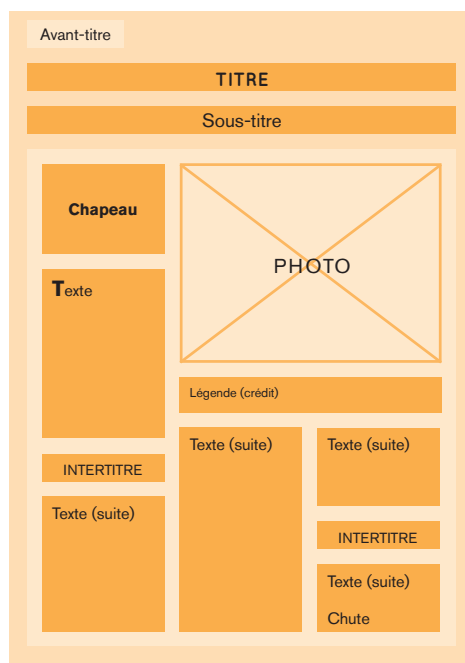 Avant-titre
TITRE
Sous-titre
Chapeau
PHOTO
Texte
Légende (crédit)
INTERTITRE
Texte (suite)
Texte (suite)
Texte (suite)
INTERTITRE
Texte (suite)
Chute